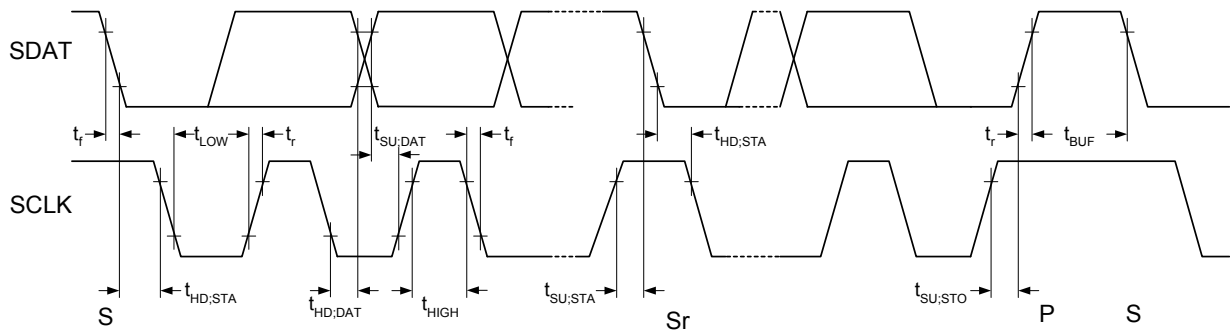 SDAT
t_f
t_LOW
t_r
t_SU;DAT
t_f
t_HD;STA
t_r
t_BUF
SCLK
t_HD;STA
t_HD;DAT
t_HIGH
t_SU;STA
t_SU;STO
S
Sr
P
S